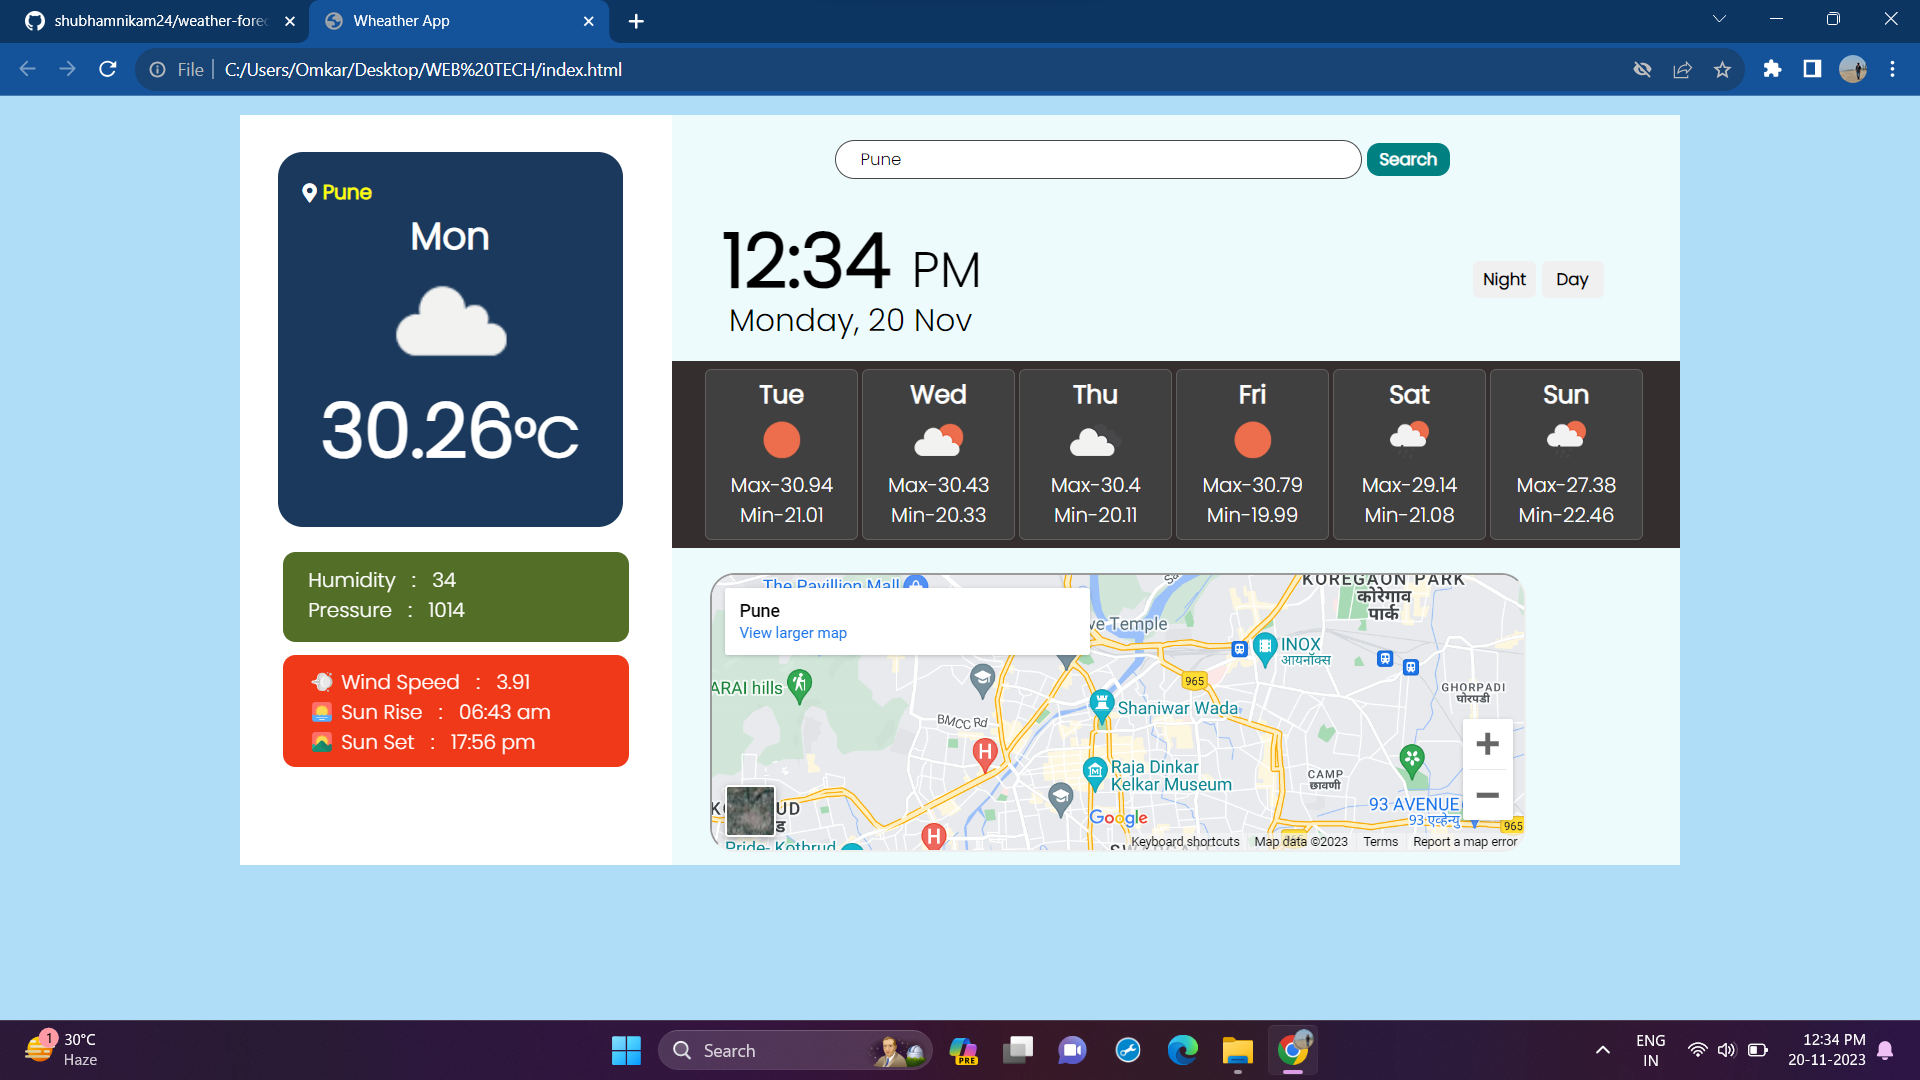 shubhamnikam24/weather-fore
Wheather App
File
C:/Users/Omkar/Desktop/WEB%20TECH/index.html
Pune
Search
Pune
Mon
30.26°C
12:34 PM
Monday, 20 Nov
Night
Day
Tue
Max-30.94
Min-21.01
Wed
Max-30.43
Min-20.33
Thu
Max-30.4
Min-20.11
Fri
Max-30.79
Min-19.99
Sat
Max-29.14
Min-21.08
Sun
Max-27.38
Min-22.46
Humidity : 34
Pressure : 1014
Wind Speed : 3.91
Sun Rise : 06:43 am
Sun Set : 17:56 pm
The Pavillion Mall
Pune
View larger map
ve Temple
KOREGAON PARK
कोरेगाव
पार्क
INOX
आयनॉक्स
965
ARAI hills
GHORPADI
घोरपडी
BMCC Rd
Shaniwar Wada
H
Raja Dinkar
Kelkar Museum
CAMP
छावणी
93 AVENUE
93 एव्हेन्यु
965
Google
H
Pride- Kothrud
Keyboard shortcuts
Map data ©2023
Terms
Report a map error
1
30°C
Haze
Search
PRE
ENG
IN
12:34 PM
20-11-2023